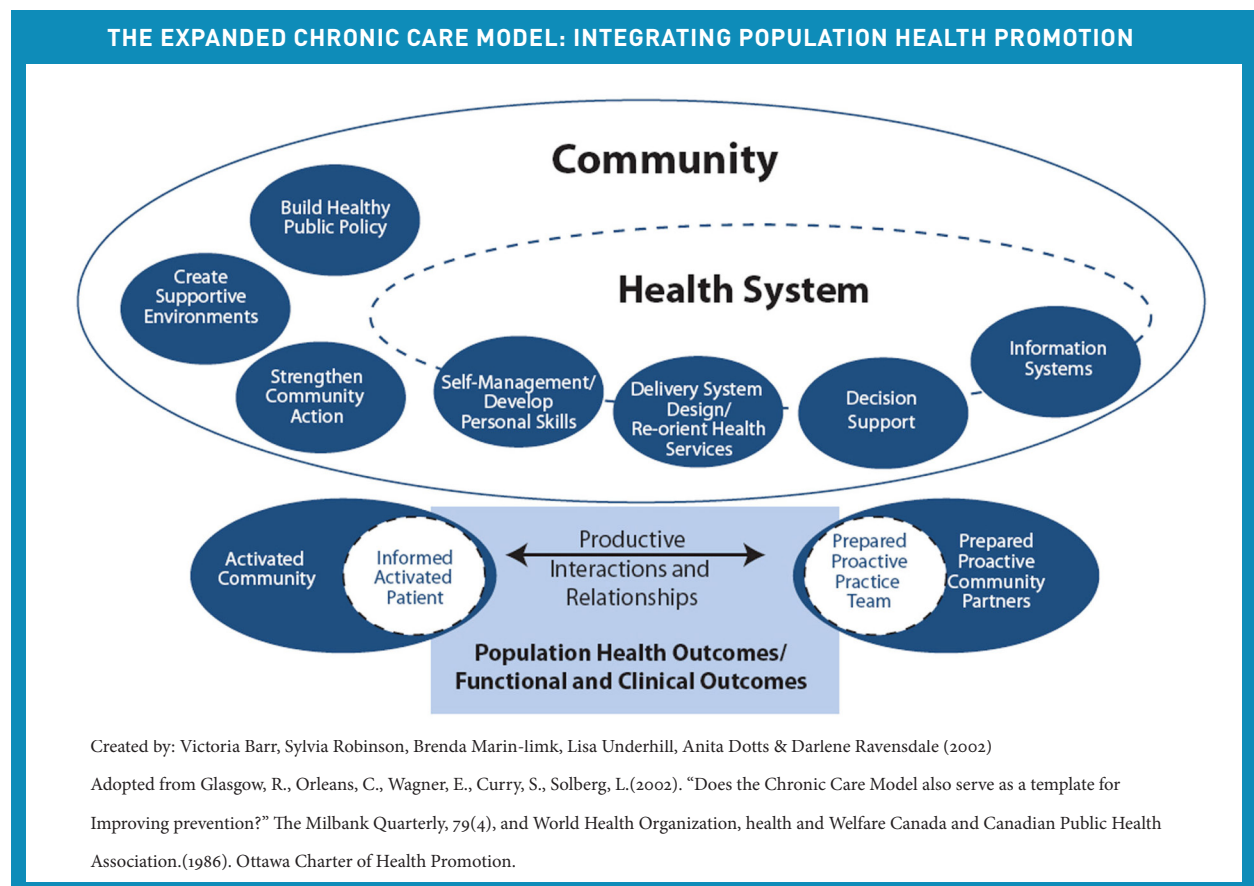 THE EXPANDED CHRONIC CARE MODEL: INTEGRATING POPULATION HEALTH PROMOTION
Community
Build Healthy
Public Policy
Create
Supportive
Environments
Strengthen
Community
Action
Health System
Self-Management/
Develop
Personal Skills
Delivery System
Design/
Re-orient Health
Services
Decision
Support
Information
Systems
Activated
Community
Informed
Activated
Patient
Productive
Interactions and
Relationships
Prepared
Proactive
Practice
Team
Prepared
Proactive
Community
Partners
Population Health Outcomes/
Functional and Clinical Outcomes
Created by: Victoria Barr, Sylvia Robinson, Brenda Marin-limk, Lisa Underhill, Anita Dotts & Darlene Ravensdale (2002)
Adopted from Glasgow, R., Orleans, C., Wagner, E., Curry, S., Solberg, L.(2002). “Does the Chronic Care Model also serve as a template for
Improving prevention?” The Milbank Quarterly, 79(4), and World Health Organization, health and Welfare Canada and Canadian Public Health
Association.(1986). Ottawa Charter of Health Promotion.